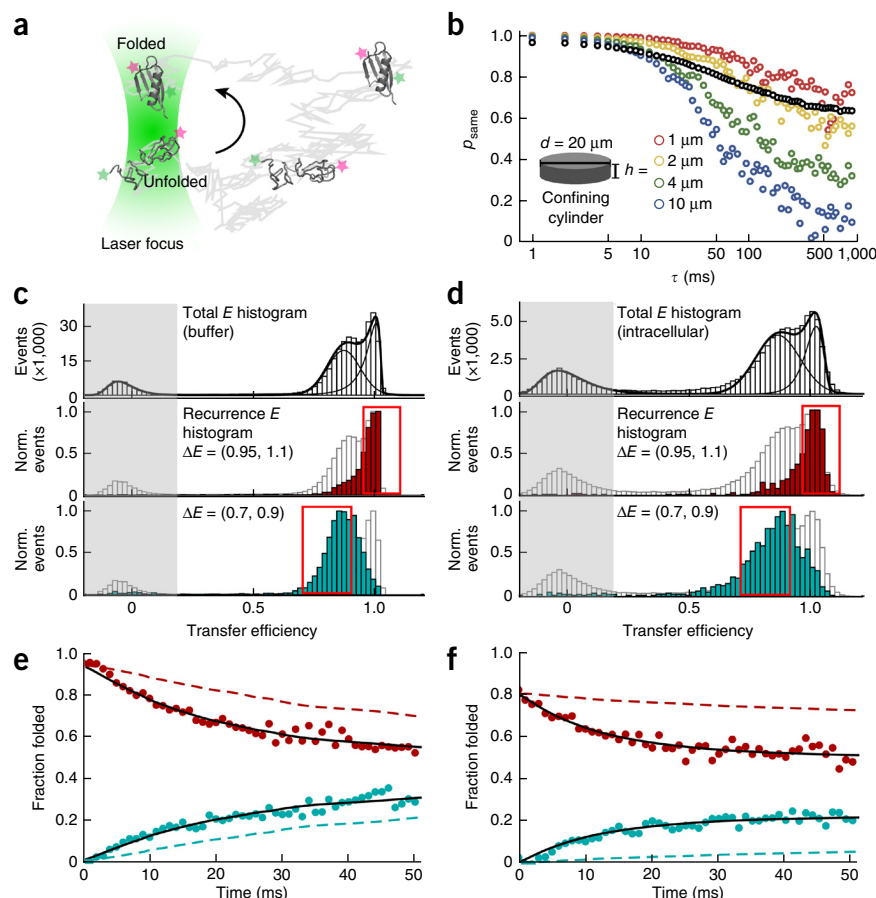 a
Folded
Unfolded
Laser focus
b
1.0
0.8
0.6
0.4
0.2
0
p same
d = 20 μm
h =
Confining
cylinder
1 μm
2 μm
4 μm
10 μm
1
5
10
50
100
500
1,000
τ (ms)
c
Total E histogram
(buffer)
30
0
Events
(×1,000)
Recurrence E
histogram
ΔE = (0.95, 1.1)
1.0
0.5
0
Norm.
events
ΔE = (0.7, 0.9)
1.0
0.5
0
Norm.
events
0
0.5
1.0
Transfer efficiency
d
Total E histogram
(intracellular)
5.0
2.5
0
Events
(×1,000)
Recurrence E
histogram
ΔE = (0.95, 1.1)
1.0
0.5
0
Norm.
events
ΔE = (0.7, 0.9)
1.0
0.5
0
Norm.
events
0
0.5
1.0
Transfer efficiency
e
1.0
0.8
0.6
0.4
0.2
0
Fraction folded
0
10
20
30
40
50
Time (ms)
f
1.0
0.8
0.6
0.4
0.2
0
Fraction folded
0
10
20
30
40
50
Time (ms)